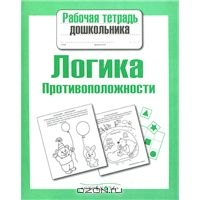 Рабочая тетрадь
дошкольника
Логика
Противоположности
OZON.RU